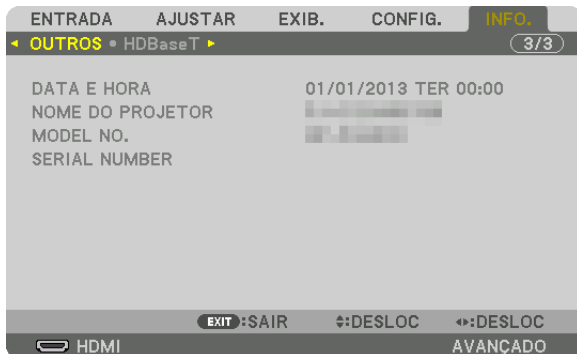 ENTRADA AJUSTAR EXIB. CONFIG. INFO.
OUTROS • HDBaseT 3/3
DATA E HORA 01/01/2013 TER 00:00
NOME DO PROJETOR
MODEL NO.
SERIAL NUMBER
EXIT :SAIR :DESLOC :DESLOC
HDMI AVANÇADO